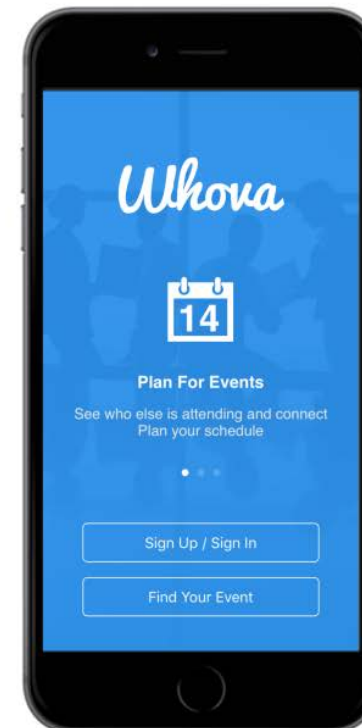 Whova
14
Plan For Events
See who else is attending and connect
Plan your schedule
Sign Up / Sign In
Find Your Event